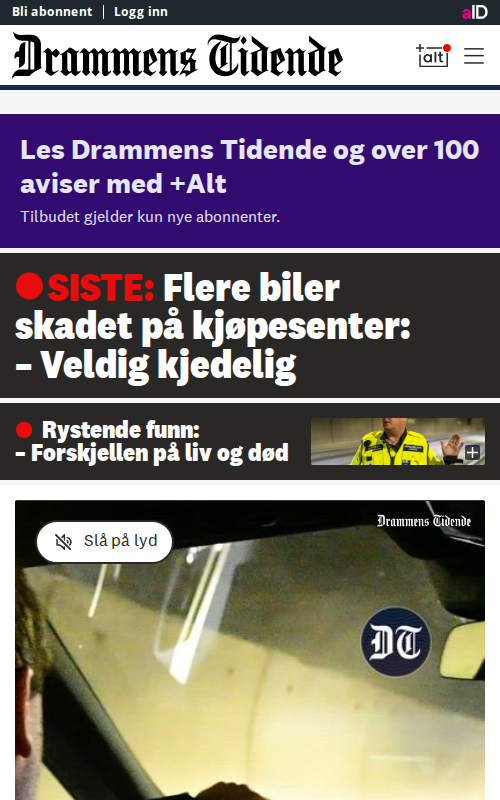 Bli abonnent
Logg inn
aID
Drammens Tidende
+alt
Les Drammens Tidende og over 100
aviser med +Alt
Tilbudet gjelder kun nye abonnenter.
SISTE: Flere biler
skadet på kjøpesenter:
– Veldig kjedelig
Rystende funn:
– Forskjellen på liv og død
Drammens Tidende
Slå på lyd
DT